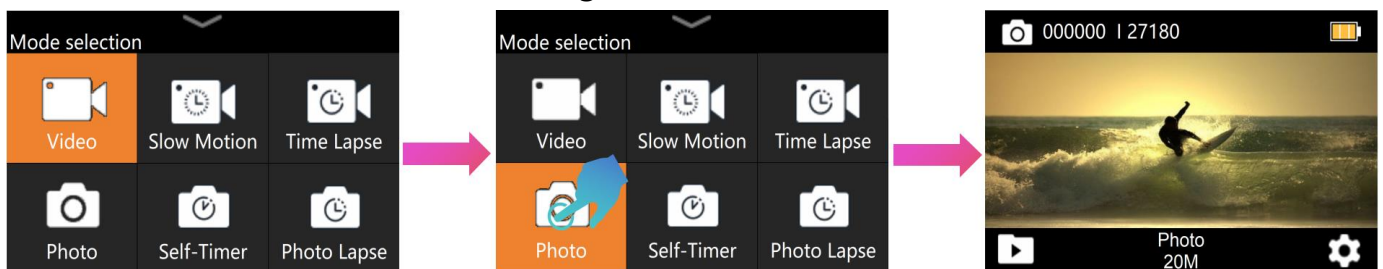 Mode selection
Video
Slow Motion
Time Lapse
Photo
Self-Timer
Photo Lapse
Mode selection
Video
Slow Motion
Time Lapse
Photo
Self-Timer
Photo Lapse
000000 I 27180
Photo
20M